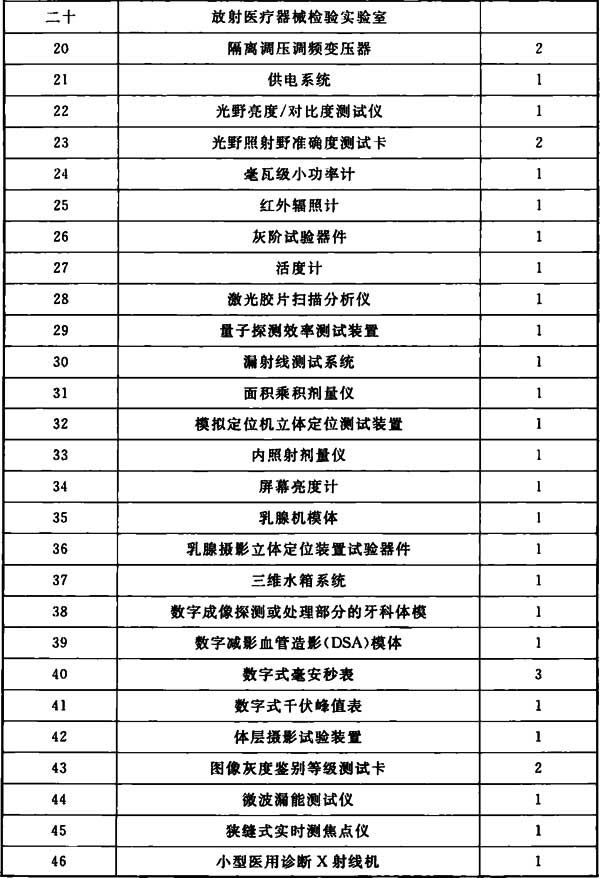 二十 放射医疗器械检验实验室
20 隔离调压调频变压器 2
21 供电系统 1
22 光野亮度/对比度测试仪 1
23 光野照射野准确度测试卡 2
24 毫瓦级小功率计 1
25 红外辐照计 1
26 灰阶试验器件 1
27 活度计 1
28 激光胶片扫描分析仪 1
29 量子探测效率测试装置 1
30 漏射线测试系统 1
31 面积乘积剂量仪 1
32 模拟定位机立体定位测试装置 1
33 内照射剂量仪 1
34 屏幕亮度计 1
35 乳腺机模体 1
36 乳腺摄影立体定位装置试验器件 1
37 三维水箱系统 1
38 数字成像探测或处理部分的牙科体模 1
39 数字减影血管造影(DSA)模体 1
40 数字式毫安秒表 3
41 数字式千伏峰值表 1
42 体层摄影试验装置 1
43 图像灰度鉴别等级测试卡 2
44 微波漏能测试仪 1
45 狭缝式实时测焦点仪 1
46 小型医用诊断X射线机 1